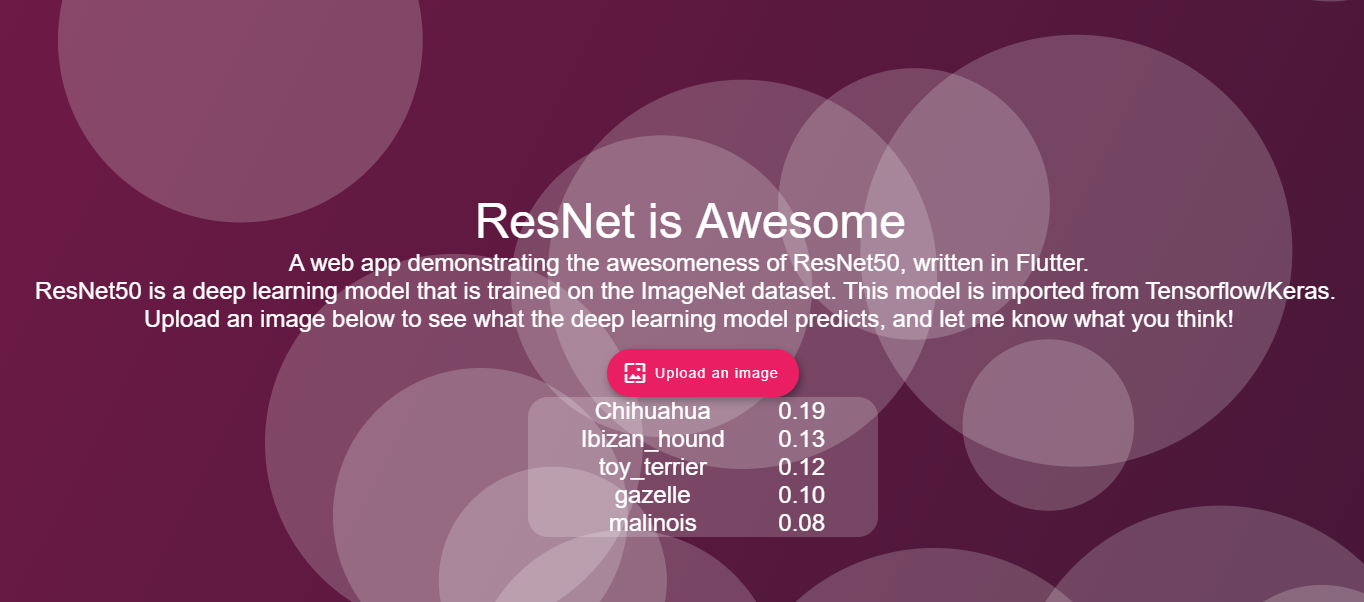 ResNet is Awesome
A web app demonstrating the awesomeness of ResNet50, written in Flutter.
ResNet50 is a deep learning model that is trained on the ImageNet dataset. This model is imported from Tensorflow/Keras.
Upload an image below to see what the deep learning model predicts, and let me know what you think!
Upload an image
Chihuahua 0.19
Ibizan_hound 0.13
toy_terrier 0.12
gazelle 0.10
malinois 0.08